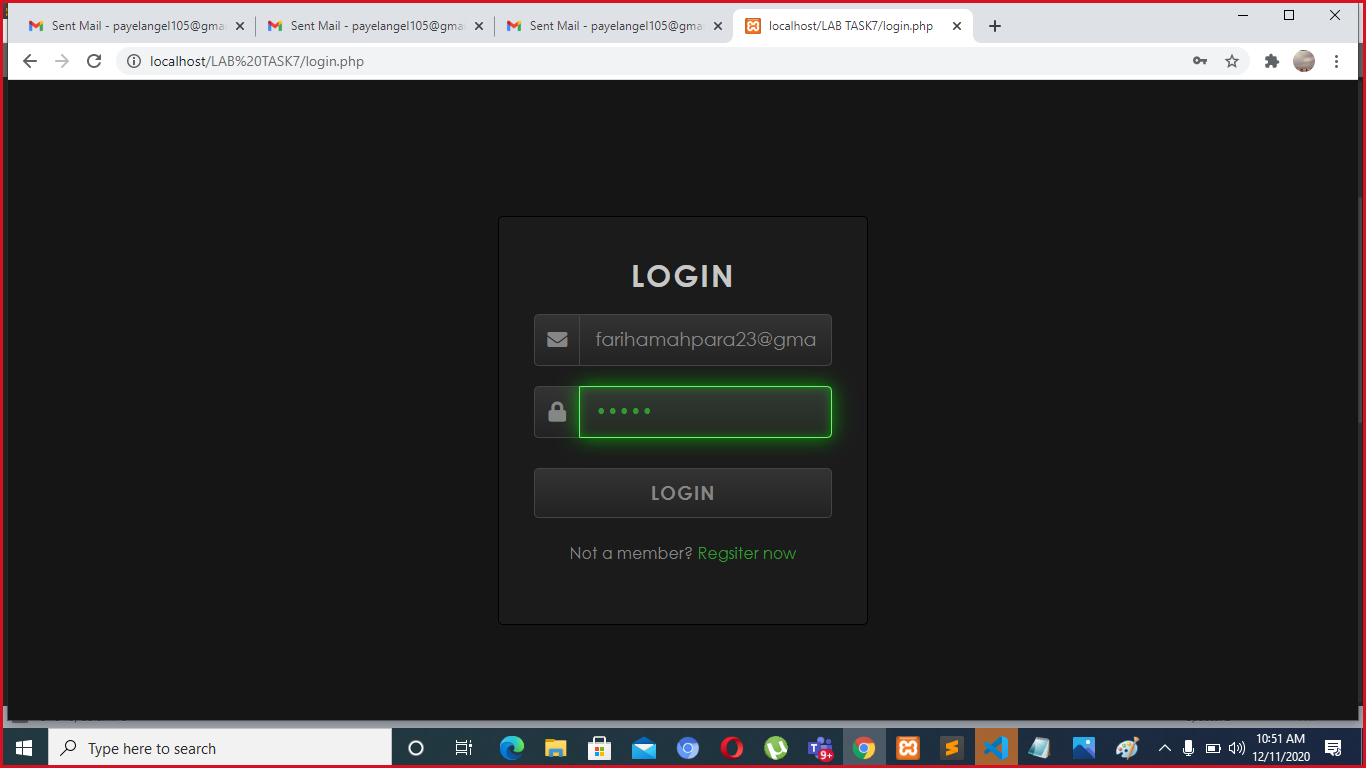 Sent Mail - payelangel105@gma
Sent Mail - payelangel105@gma
Sent Mail - payelangel105@gma
localhost/LAB TASK7/login.php
localhost/LAB%20TASK7/login.php
LOGIN
farihamahpara23@gma
•••••
LOGIN
Not a member? Regsiter now
Type here to search
9+
10:51 AM
12/11/2020